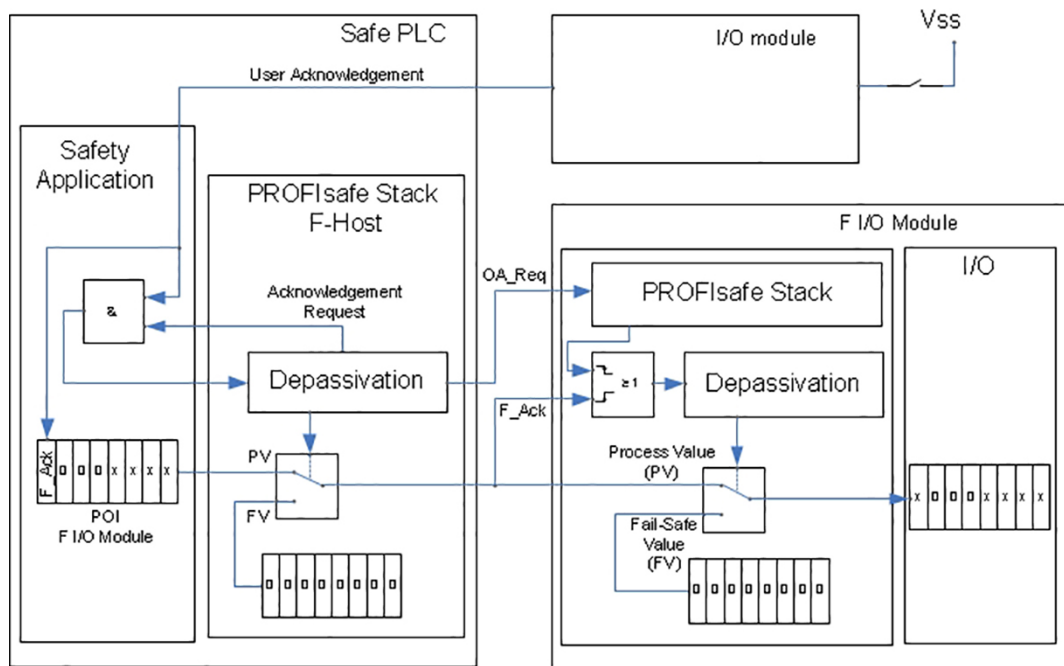 Safe PLC
I/O module
Vss
User Acknowledgement
Safety
Application
PROFIsafe Stack
F-Host
F I/O Module
I/O
OA_Req
PROFIsafe Stack
&
Acknowledgement
Request
Depassivation
≥1
Depassivation
F_Ack
F_Ack 0 0 0 x x x x
PV
Process Value
(PV)
x 0 0 0 x x x x
POI
F I/O Module
FV
Fail-Safe
Value
(FV)
0 0 0 0 0 0 0 0
0 0 0 0 0 0 0 0